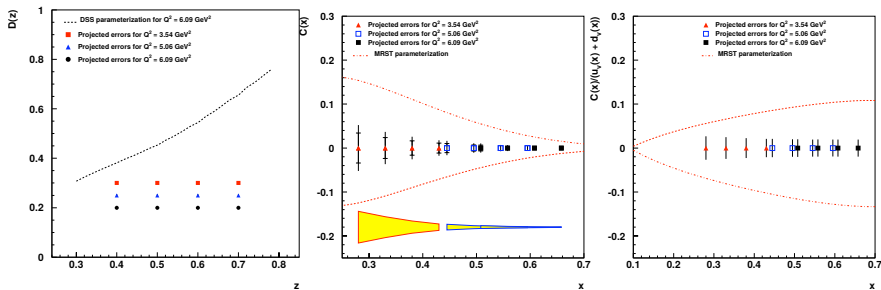 D(z)
DSS parameterization for Q² = 6.09 GeV²
Projected errors for Q² = 3.54 GeV²
Projected errors for Q² = 5.06 GeV²
Projected errors for Q² = 6.09 GeV²
1
0.8
0.6
0.4
0.2
0
0.3 0.4 0.5 0.6 0.7 0.8
z
C(x)
Projected errors for Q² = 3.54 GeV²
Projected errors for Q² = 5.06 GeV²
Projected errors for Q² = 6.09 GeV²
MRST parameterization
0.3
0.2
0.1
0
-0.1
-0.2
0.3 0.4 0.5 0.6 0.7
x
C(x)/(uᵥ(x) + dᵥ(x))
Projected errors for Q² = 3.54 GeV²
Projected errors for Q² = 5.06 GeV²
Projected errors for Q² = 6.09 GeV²
MRST parameterization
0.3
0.2
0.1
0
-0.1
-0.2
0.1 0.2 0.3 0.4 0.5 0.6 0.7
x